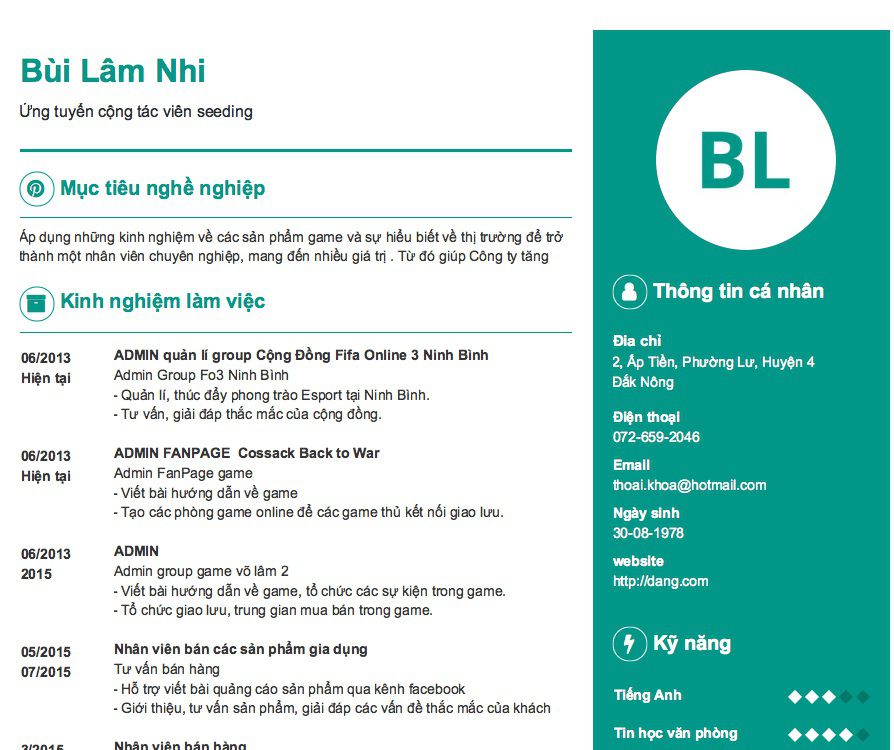 Bùi Lâm Nhi
Ứng tuyển cộng tác viên seeding
Mục tiêu nghề nghiệp
Áp dụng những kinh nghiệm về các sản phẩm game và sự hiểu biết về thị trường để trở
thành một nhân viên chuyên nghiệp, mang đến nhiều giá trị . Từ đó giúp Công ty tăng
Kinh nghiệm làm việc
06/2013
Hiện tại
ADMIN quản lí group Cộng Đồng Fifa Online 3 Ninh Bình
Admin Group Fo3 Ninh Bình
- Quản lí, thúc đẩy phong trào Esport tại Ninh Bình.
- Tư vấn, giải đáp thắc mắc của cộng đồng.
06/2013
Hiện tại
ADMIN FANPAGE Cossack Back to War
Admin FanPage game
- Viết bài hướng dẫn về game
- Tạo các phòng game online để các game thủ kết nối giao lưu.
06/2013
2015
ADMIN
Admin group game võ lâm 2
- Viết bài hướng dẫn về game, tổ chức các sự kiện trong game.
- Tổ chức giao lưu, trung gian mua bán trong game.
05/2015
07/2015
Nhân viên bán các sản phẩm gia dụng
Tư vấn bán hàng
- Hỗ trợ viết bài quảng cáo sản phẩm qua kênh facebook
- Giới thiệu, tư vấn sản phẩm, giải đáp các vấn đề thắc mắc của khách
3/2015
Nhân viên bán hàng
BL
Thông tin cá nhân
Địa chỉ
2, Ấp Tiền, Phường Lư, Huyện 4
Đắk Nông
Điện thoại
072-659-2046
Email
thoai.khoa@hotmail.com
Ngày sinh
30-08-1978
website
http://dang.com
Kỹ năng
Tiếng Anh
Tin học văn phòng